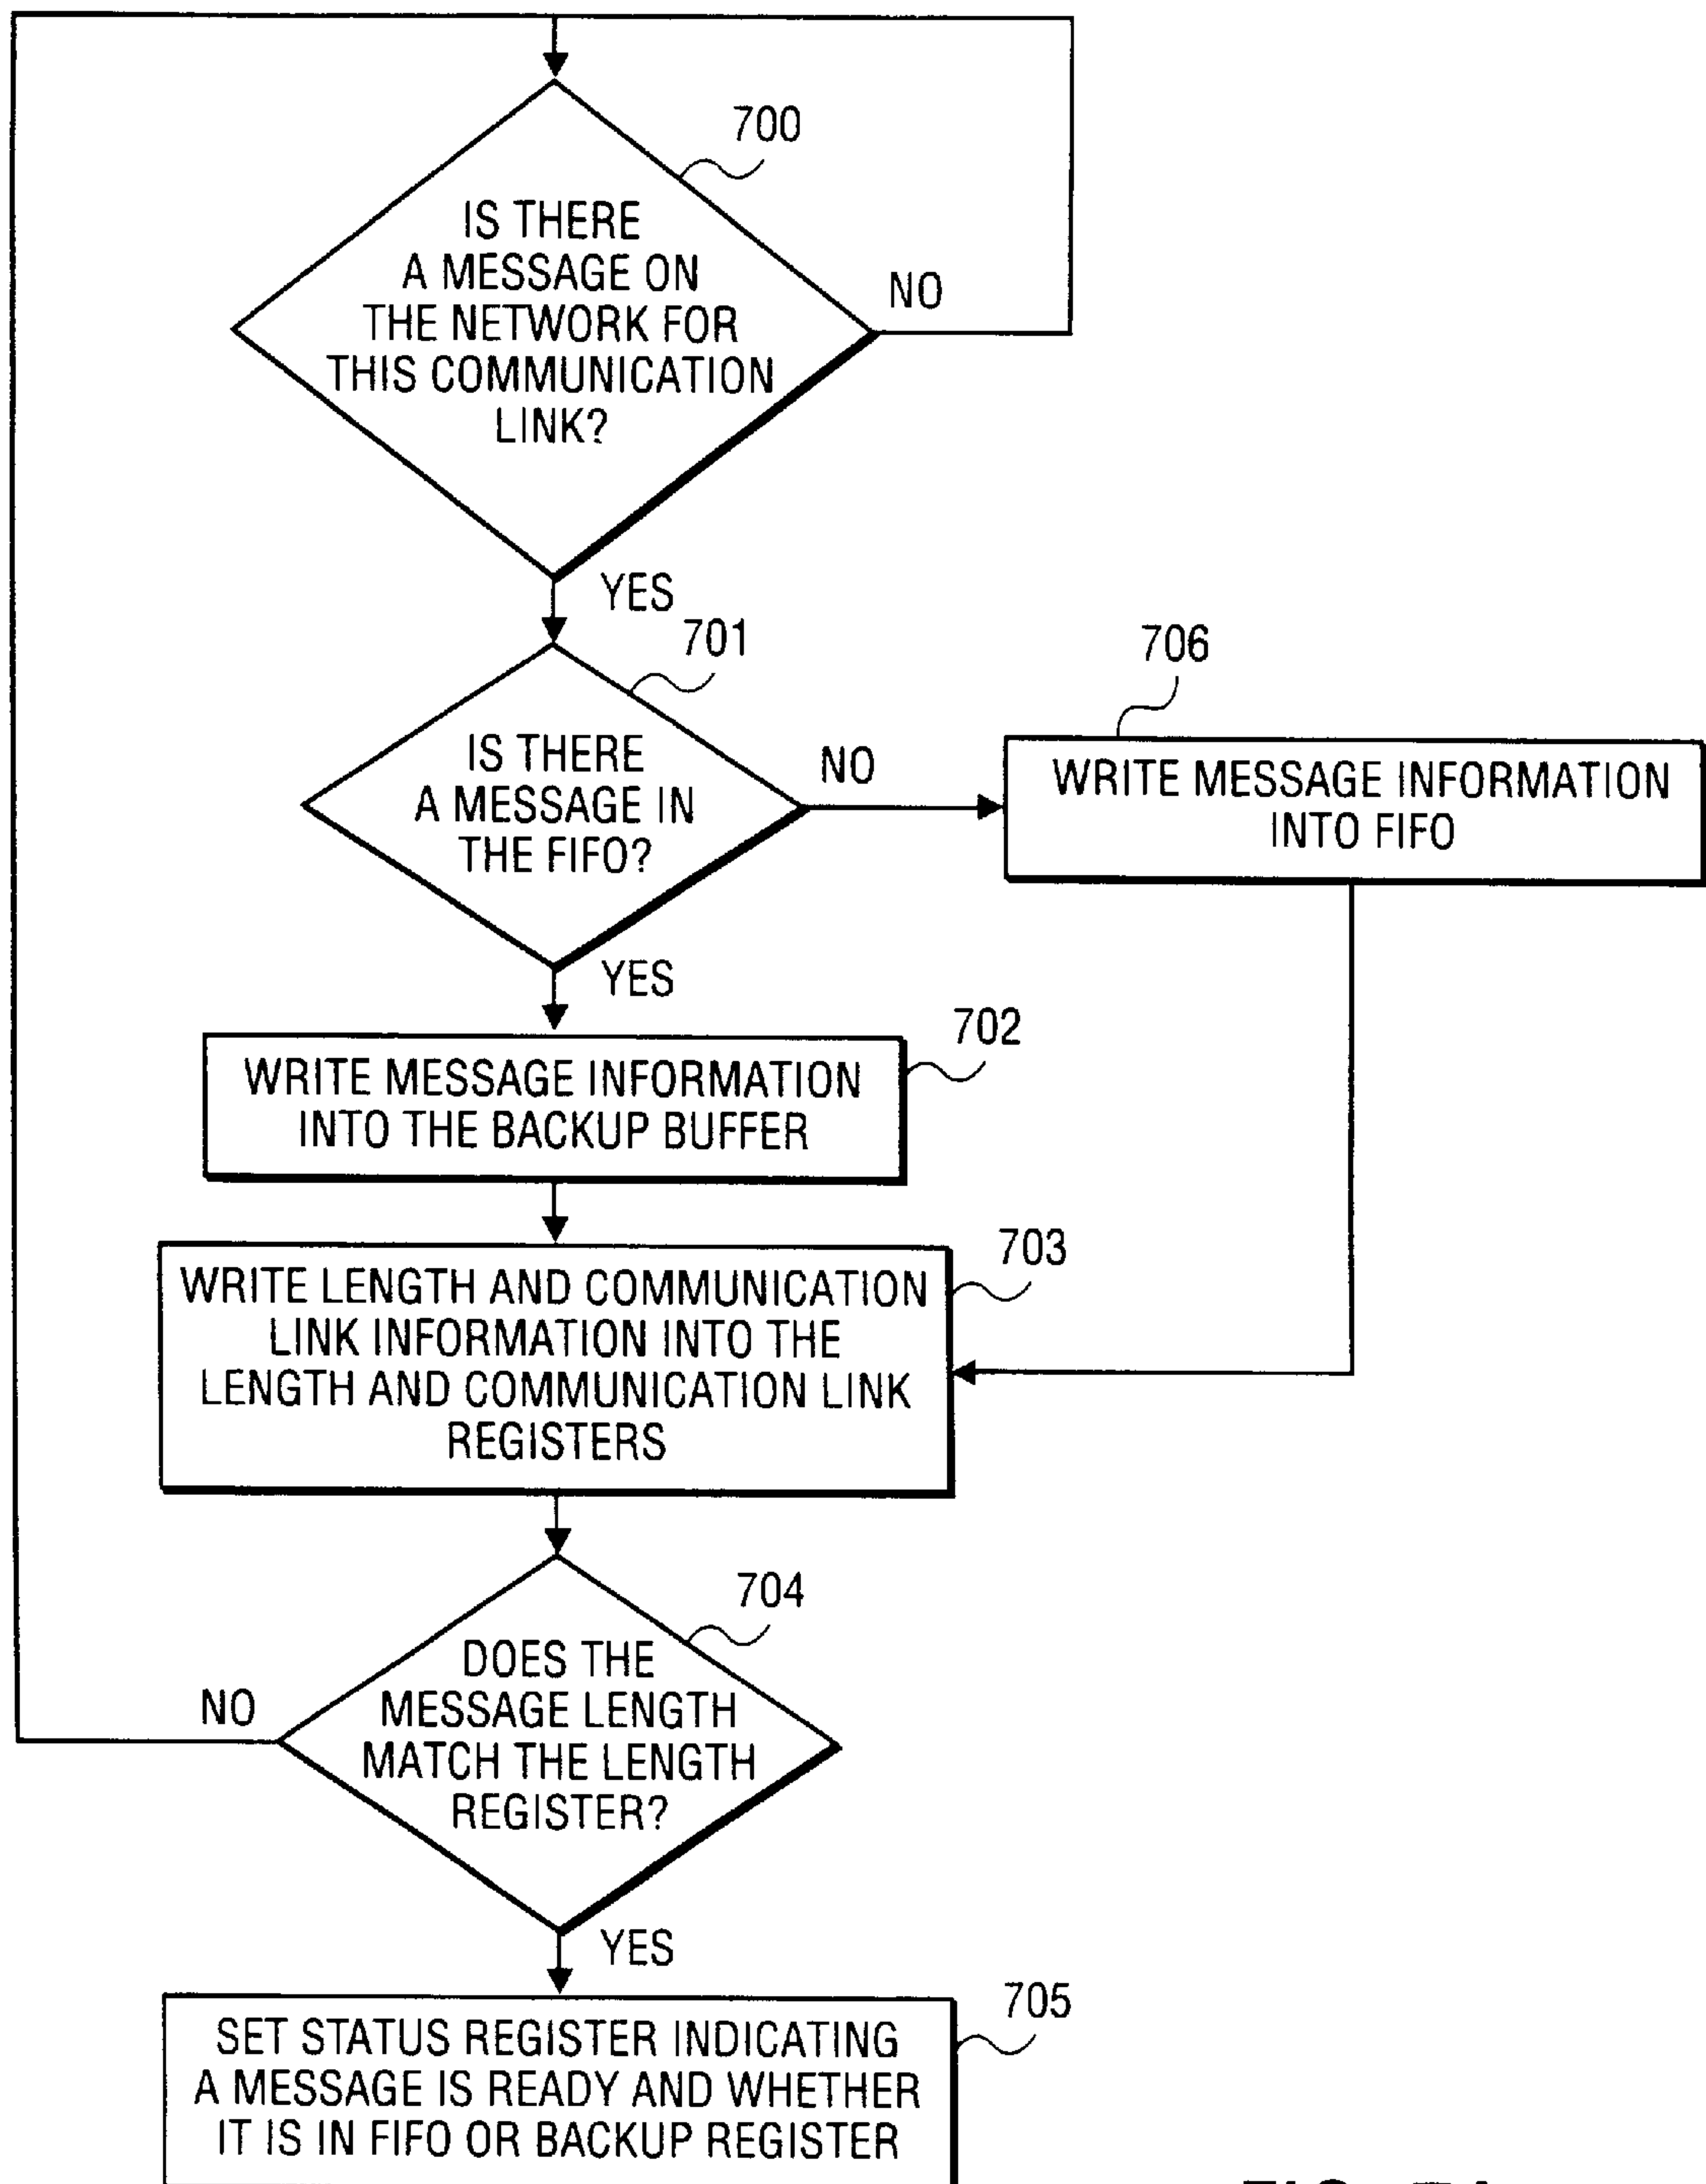 700
IS THERE
A MESSAGE ON
THE NETWORK FOR
THIS COMMUNICATION
LINK?
NO
YES
701
IS THERE
A MESSAGE IN
THE FIFO?
NO
706
WRITE MESSAGE INFORMATION
INTO FIFO
YES
702
WRITE MESSAGE INFORMATION
INTO THE BACKUP BUFFER
703
WRITE LENGTH AND COMMUNICATION
LINK INFORMATION INTO THE
LENGTH AND COMMUNICATION LINK
REGISTERS
704
DOES THE
MESSAGE LENGTH
MATCH THE LENGTH
REGISTER?
NO
YES
705
SET STATUS REGISTER INDICATING
A MESSAGE IS READY AND WHETHER
IT IS IN FIFO OR BACKUP REGISTER